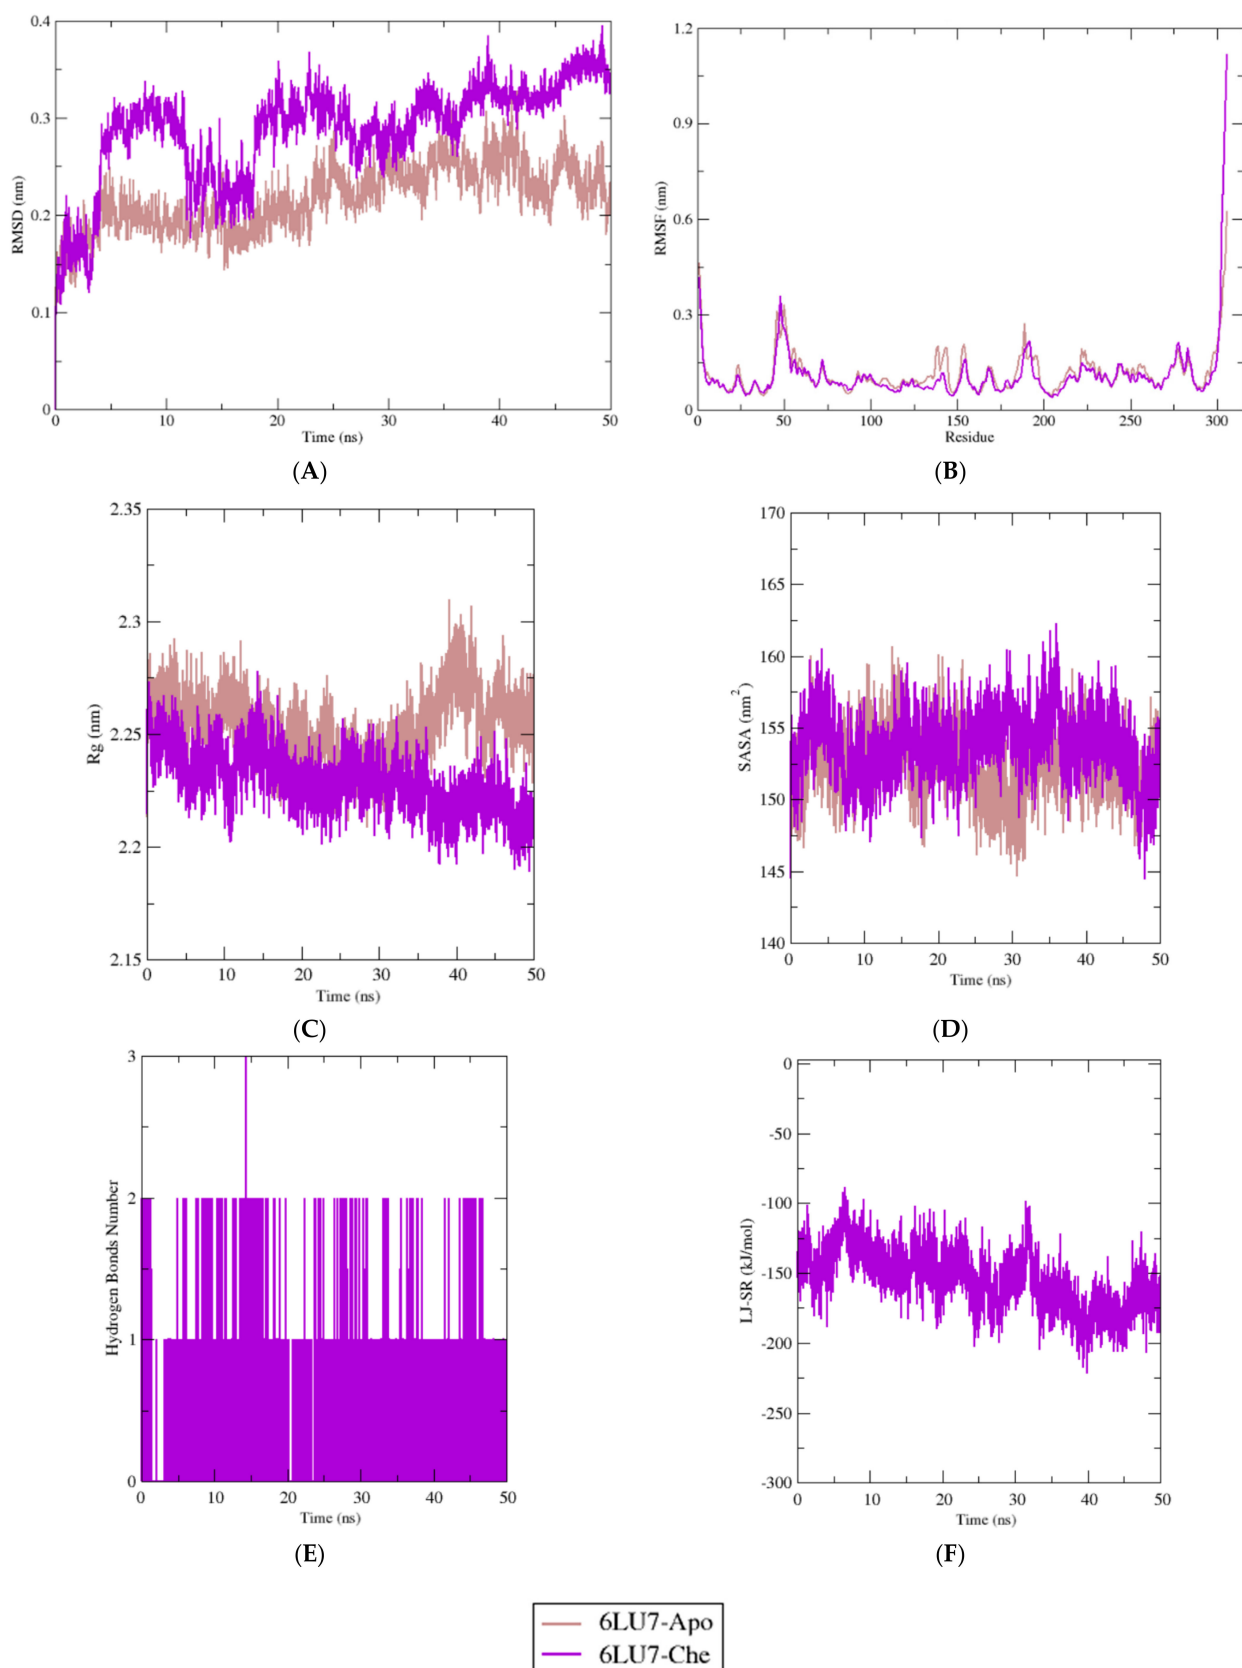 0.4
0.3
0.2
0.1
0
RMSD (nm)
0 10 20 30 40 50
Time (ns)
(A)
1.2
0.9
0.6
0.3
0
RMSF (nm)
0 50 100 150 200 250 300
Residue
(B)
2.35
2.3
2.25
2.2
2.15
Rg (nm)
0 10 20 30 40 50
Time (ns)
(C)
170
165
160
155
150
145
140
SASA (nm²)
0 10 20 30 40 50
Time (ns)
(D)
3
2
1
0
Hydrogen Bonds Number
0 10 20 30 40 50
Time (ns)
(E)
0
-50
-100
-150
-200
-250
-300
LJ-SR (kJ/mol)
0 10 20 30 40 50
Time (ns)
(F)
6LU7-Apo
6LU7-Che